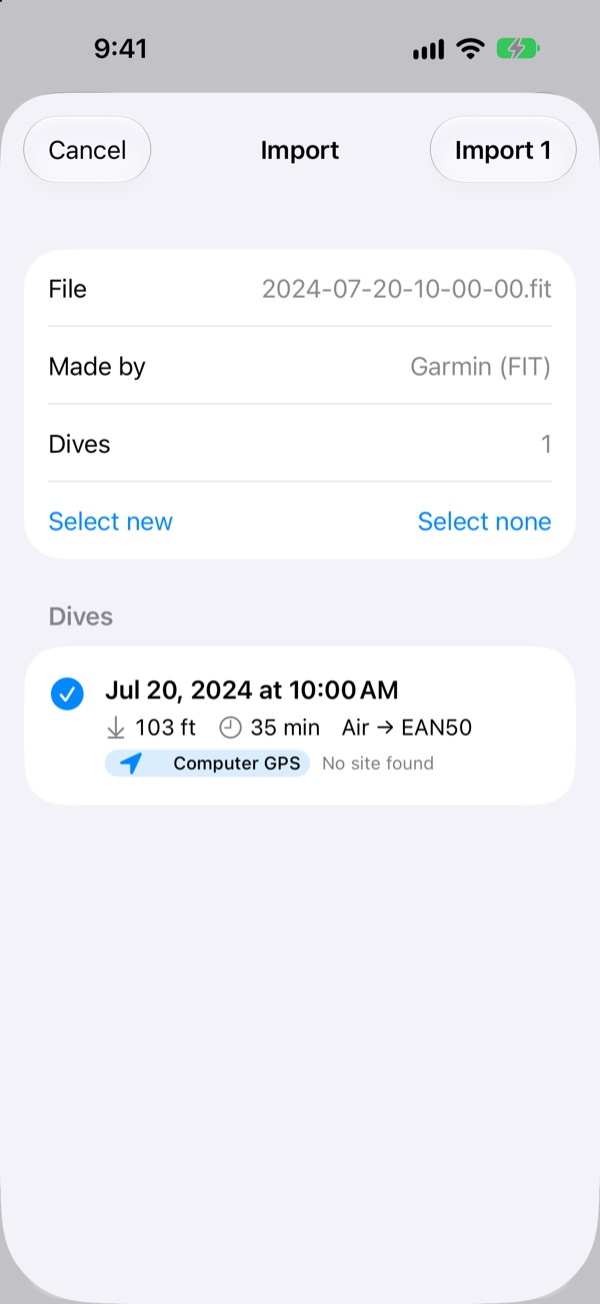 9:41
Cancel Import Import 1
File 2024-07-20-10-00-00.fit
Made by Garmin (FIT)
Dives 1
Select new Select none
Dives
Jul 20, 2024 at 10:00 AM
103 ft 35 min Air → EAN50
Computer GPS No site found